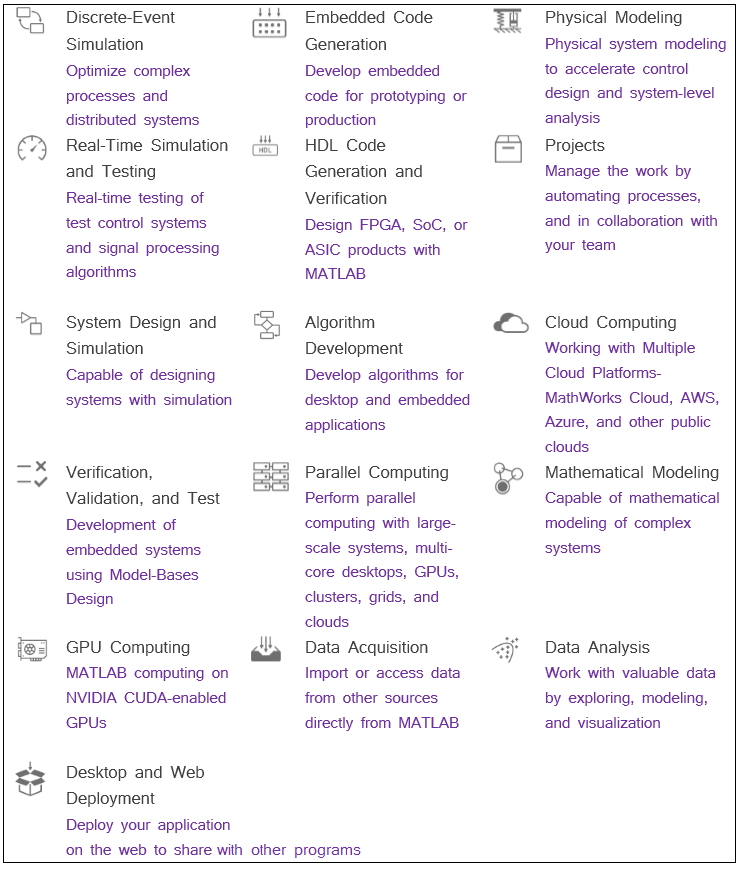 Discrete-Event
Simulation
Optimize complex
processes and
distributed systems
Embedded Code
Generation
Develop embedded
code for prototyping or
production
Physical Modeling
Physical system modeling
to accelerate control
design and system-level
analysis
Real-Time Simulation
and Testing
Real-time testing of
test control systems
and signal processing
algorithms
HDL
HDL Code
Generation and
Verification
Design FPGA, SoC, or
ASIC products with
MATLAB
Projects
Manage the work by
automating processes,
and in collaboration with
your team
System Design and
Simulation
Capable of designing
systems with simulation
Algorithm
Development
Develop algorithms for
desktop and embedded
applications
Cloud Computing
Working with Multiple
Cloud Platforms-
MathWorks Cloud, AWS,
Azure, and other public
clouds
Verification,
Validation, and Test
Development of
embedded systems
using Model-Bases
Design
Parallel Computing
Perform parallel
computing with large-
scale systems, multi-
core desktops, GPUs,
clusters, grids, and
clouds
Mathematical Modeling
Capable of mathematical
modeling of complex
systems
GPU Computing
MATLAB computing on
NVIDIA CUDA-enabled
GPUs
Data Acquisition
Import or access data
from other sources
directly from MATLAB
Data Analysis
Work with valuable data
by exploring, modeling,
and visualization
Desktop and Web
Deployment
Deploy your application
on the web to share with other programs